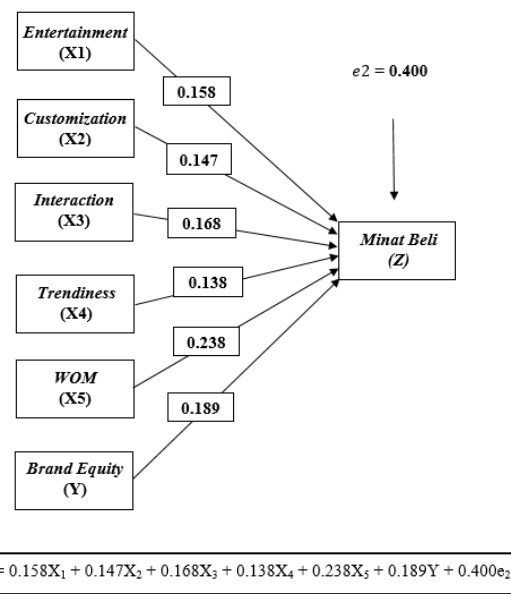 Entertainment
(X1)
e2 = 0.400
0.158
Customization
(X2)
0.147
Interaction
(X3)
0.168
Minat Beli
(Z)
Trendiness
(X4)
0.138
0.238
WOM
(X5)
0.189
Brand Equity
(Y)
= 0.158X₁ + 0.147X₂ + 0.168X₃ + 0.138X₄ + 0.238X₅ + 0.189Y + 0.400e₂